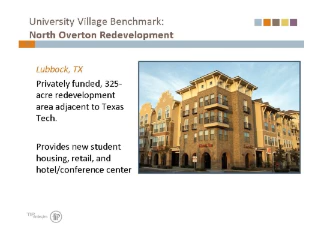 University Village Benchmark:
North Overton Redevelopment
Lubbock, TX
Privately funded, 325-
acre redevelopment
area adjacent to Texas
Tech.
Provides new student
housing, retail, and
hotel/conference center